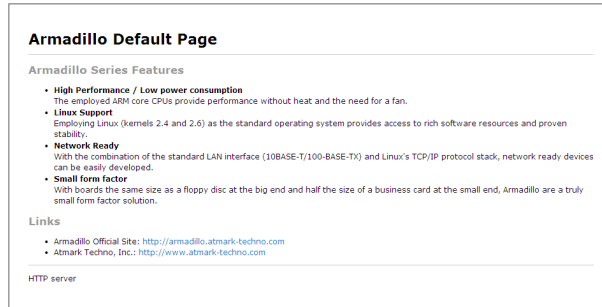 Armadillo Default Page
Armadillo Series Features
High Performance / Low power consumption
The employed ARM core CPUs provide performance without heat and the need for a fan.
Linux Support
Employing Linux (kernels 2.4 and 2.6) as the standard operating system provides access to rich software resources and proven
stability.
Network Ready
With the combination of the standard LAN interface (10BASE-T/100-BASE-TX) and Linux's TCP/IP protocol stack, network ready devices
can be easily developed.
Small form factor
With boards the same size as a floppy disc at the big end and half the size of a business card at the small end, Armadillo are a truly
small form factor solution.
Links
Armadillo Official Site: http://armadillo.atmark-techno.com
Atmark Techno, Inc.: http://www.atmark-techno.com
HTTP server